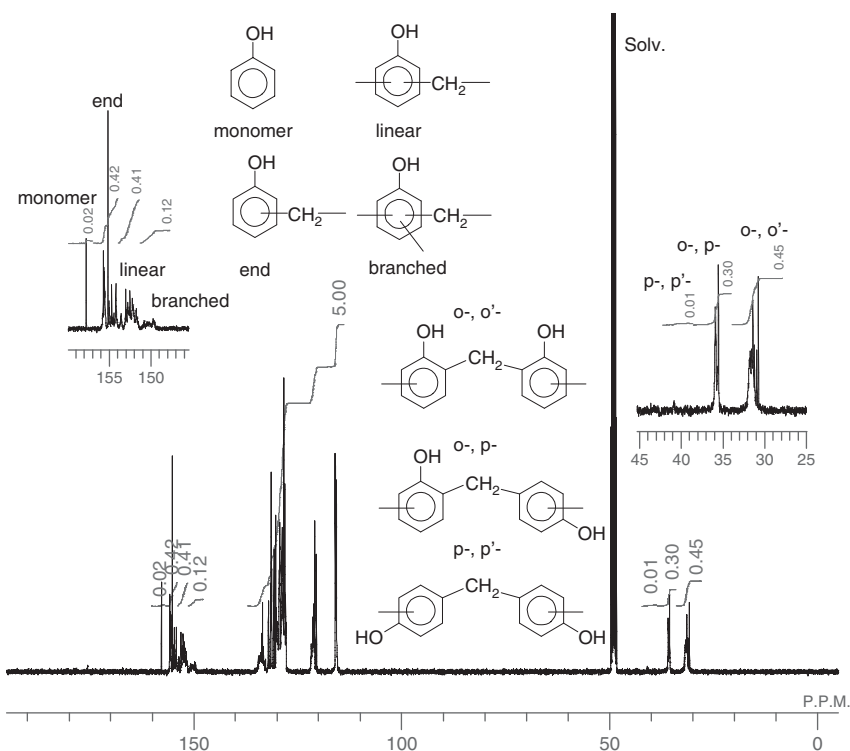 OH
OH
Solv.
CH2
end
monomer
linear
OH
OH
monomer
0.02
0.42
0.41
0.12
CH2
CH2
linear
end
branched
branched
155
150
5.00
o-, o'-
OH
OH
CH2
o-, p-
OH
CH2
OH
p-, p'-
CH2
HO
OH
o-, o'-
o-, p-
p-, p'-
0.01
0.30
0.45
45
40
35
30
25
0.02
0.42
0.41
0.12
0.01
0.30
0.45
P.P.M.
150
100
50
0